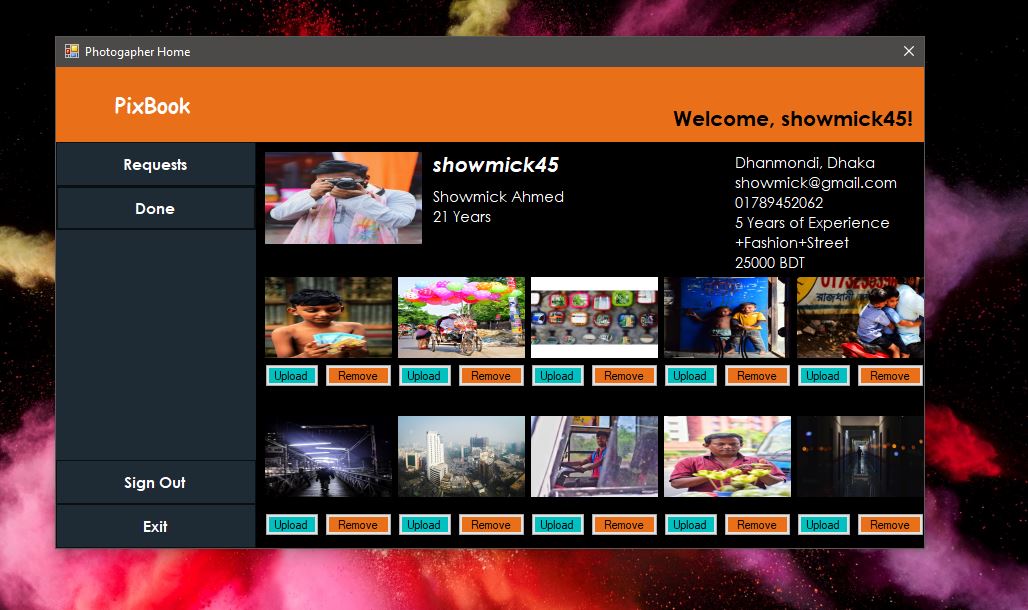 Photogapher Home
PixBook
Welcome, showmick45!
Requests
Done
Sign Out
Exit
showmick45
Showmick Ahmed
21 Years
Dhanmondi, Dhaka
showmick@gmail.com
01789452062
5 Years of Experience
+Fashion+Street
25000 BDT
রাজধানী
Upload Remove Upload Remove Upload Remove Upload Remove Upload Remove
Upload Remove Upload Remove Upload Remove Upload Remove Upload Remove